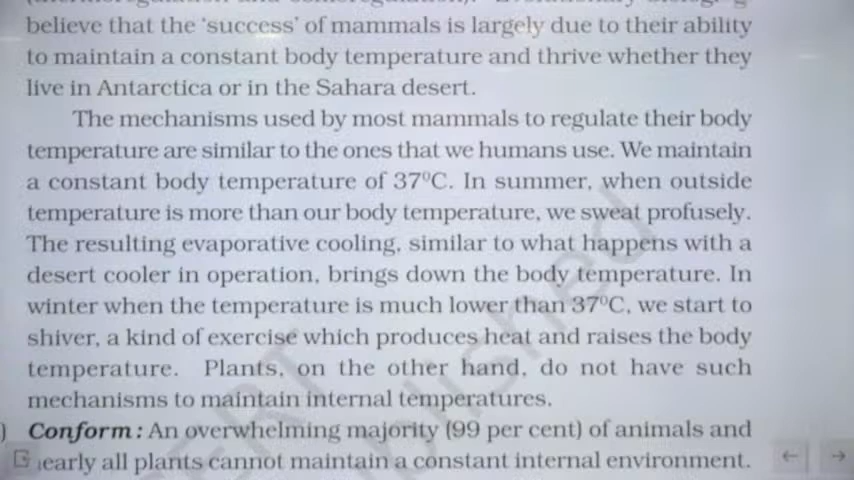 believe that the ‘success’ of mammals is largely due to their ability
to maintain a constant body temperature and thrive whether they
live in Antarctica or in the Sahara desert.
The mechanisms used by most mammals to regulate their body
temperature are similar to the ones that we humans use. We maintain
a constant body temperature of 37⁰C. In summer, when outside
temperature is more than our body temperature, we sweat profusely.
The resulting evaporative cooling, similar to what happens with a
desert cooler in operation, brings down the body temperature. In
winter when the temperature is much lower than 37⁰C, we start to
shiver, a kind of exercise which produces heat and raises the body
temperature. Plants, on the other hand, do not have such
mechanisms to maintain internal temperatures.
) Conform: An overwhelming majority (99 per cent) of animals and
all plants cannot maintain a constant internal environment.